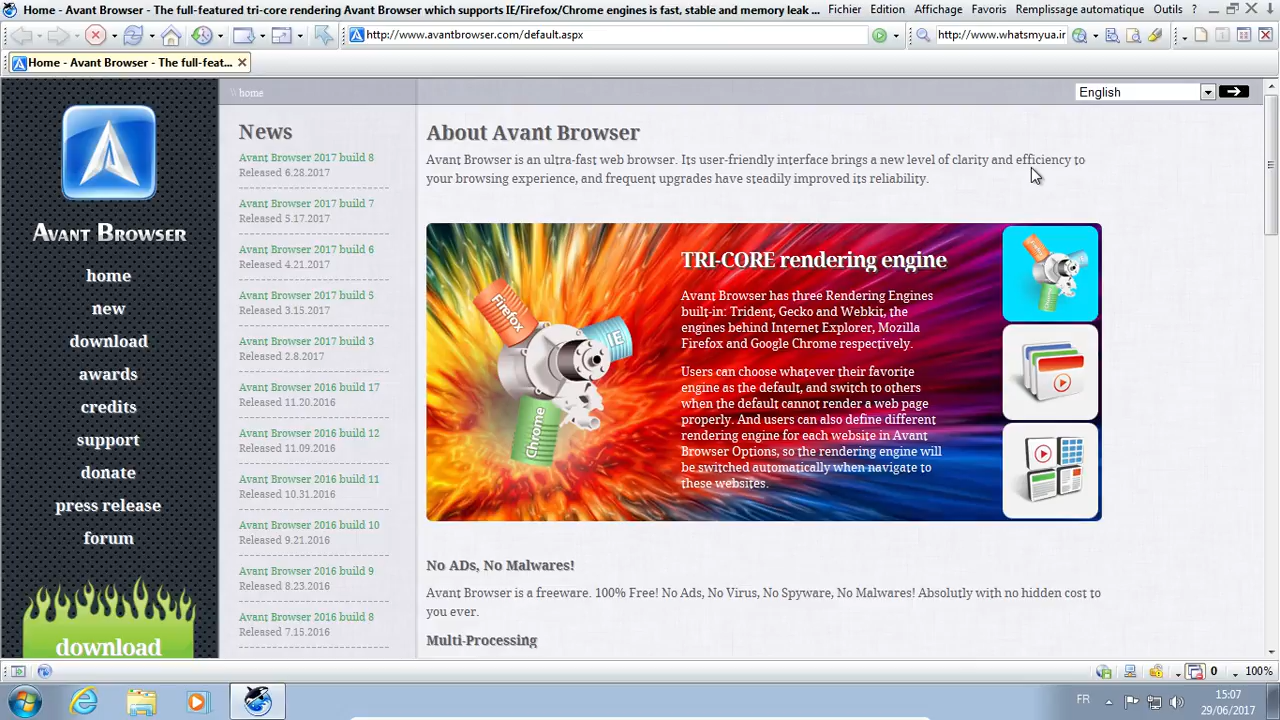 Home - Avant Browser - The full-featured tri-core rendering Avant Browser which supports IE/Firefox/Chrome engines is fast, stable and memory leak ...
Fichier Edition Affichage Favoris Remplissage automatique Outils
http://www.avantbrowser.com/default.aspx
http://www.whatsmyua.ir
Home - Avant Browser - The full-feat...
\\ home
English
Avant Browser
home
new
download
awards
credits
support
donate
press release
forum
download
News
Avant Browser 2017 build 8
Released 6.28.2017
Avant Browser 2017 build 7
Released 5.17.2017
Avant Browser 2017 build 6
Released 4.21.2017
Avant Browser 2017 build 5
Released 3.15.2017
Avant Browser 2017 build 3
Released 2.8.2017
Avant Browser 2016 build 17
Released 11.20.2016
Avant Browser 2016 build 12
Released 11.09.2016
Avant Browser 2016 build 11
Released 10.31.2016
Avant Browser 2016 build 10
Released 9.21.2016
Avant Browser 2016 build 9
Released 8.23.2016
Avant Browser 2016 build 8
Released 7.15.2016
About Avant Browser
Avant Browser is an ultra-fast web browser. Its user-friendly interface brings a new level of clarity and efficiency to
your browsing experience, and frequent upgrades have steadily improved its reliability.
Firefox
IE
Chrome
TRI-CORE rendering engine
Avant Browser has three Rendering Engines
built-in: Trident, Gecko and Webkit, the
engines behind Internet Explorer, Mozilla
Firefox and Google Chrome respectively.
Users can choose whatever their favorite
engine as the default, and switch to others
when the default cannot render a web page
properly. And users can also define different
rendering engine for each website in Avant
Browser Options, so the rendering engine will
be switched automatically when navigate to
these websites.
No ADs, No Malwares!
Avant Browser is a freeware. 100% Free! No Ads, No Virus, No Spyware, No Malwares! Absolutly with no hidden cost to
you ever.
Multi-Processing
0
100%
FR
15:07
29/06/2017